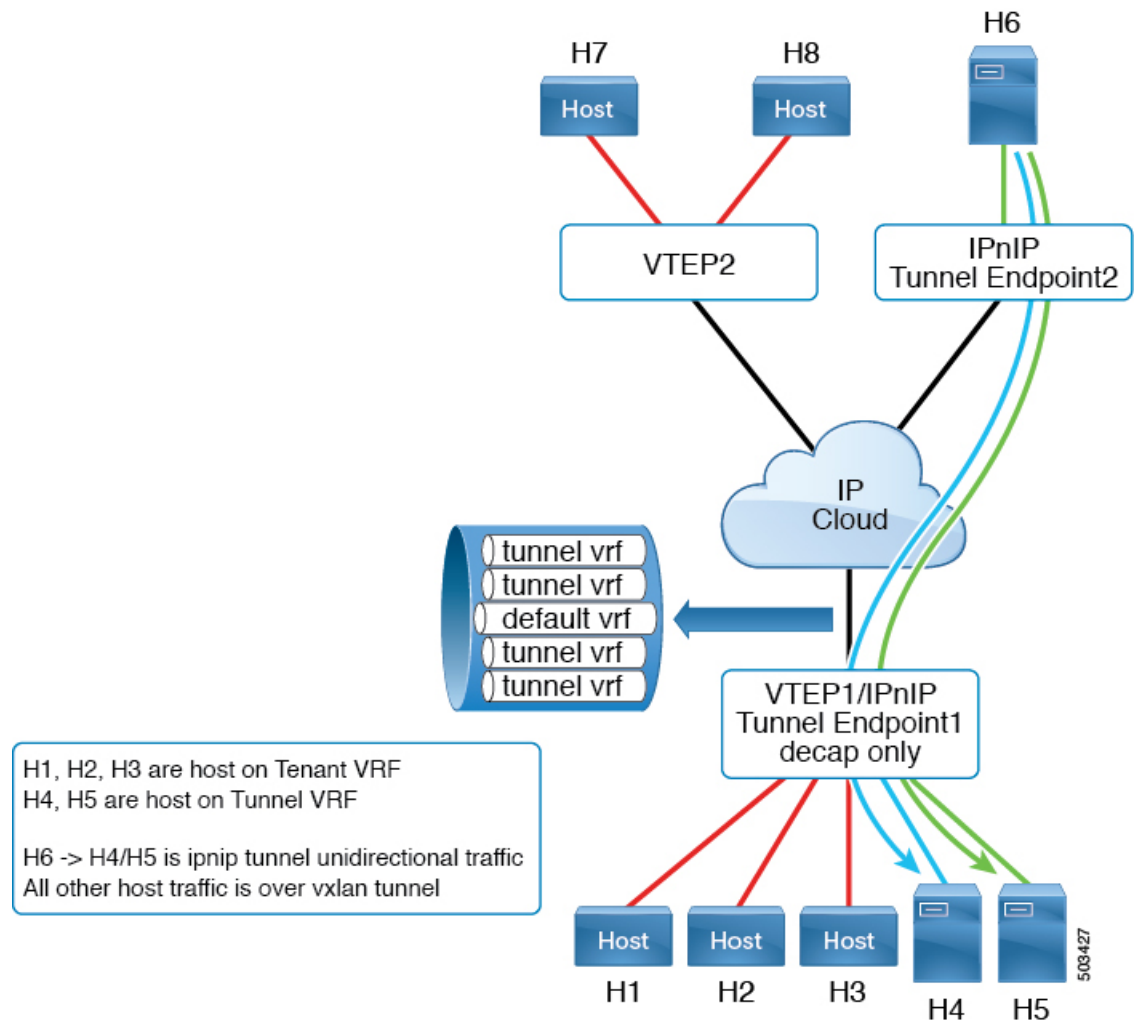 H6
H7
H8
Host
Host
VTEP2
IPnIP
Tunnel Endpoint2
IP
Cloud
tunnel vrf
tunnel vrf
default vrf
tunnel vrf
tunnel vrf
VTEP1/IPnIP
Tunnel Endpoint1
decap only
H1, H2, H3 are host on Tenant VRF
H4, H5 are host on Tunnel VRF
H6 -> H4/H5 is ipnip tunnel unidirectional traffic
All other host traffic is over vxlan tunnel
Host
Host
Host
H1
H2
H3
H4
H5
503427